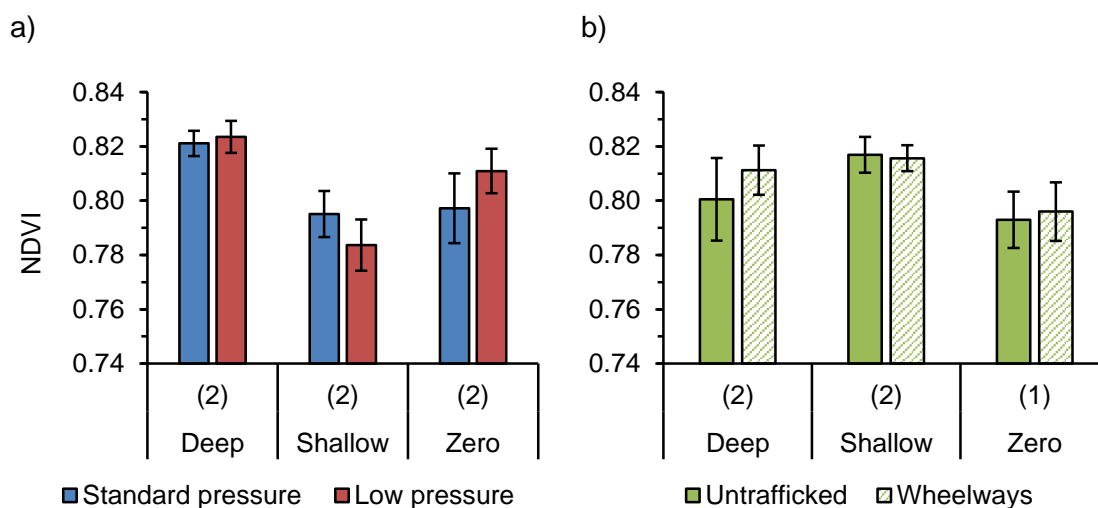 a)
NDVI
0.84
0.82
0.80
0.78
0.76
0.74
(2) (2) (2)
Deep Shallow Zero
Standard pressure Low pressure
b)
0.84
0.82
0.80
0.78
0.76
0.74
(2) (2) (1)
Deep Shallow Zero
Untrafficked Wheelways